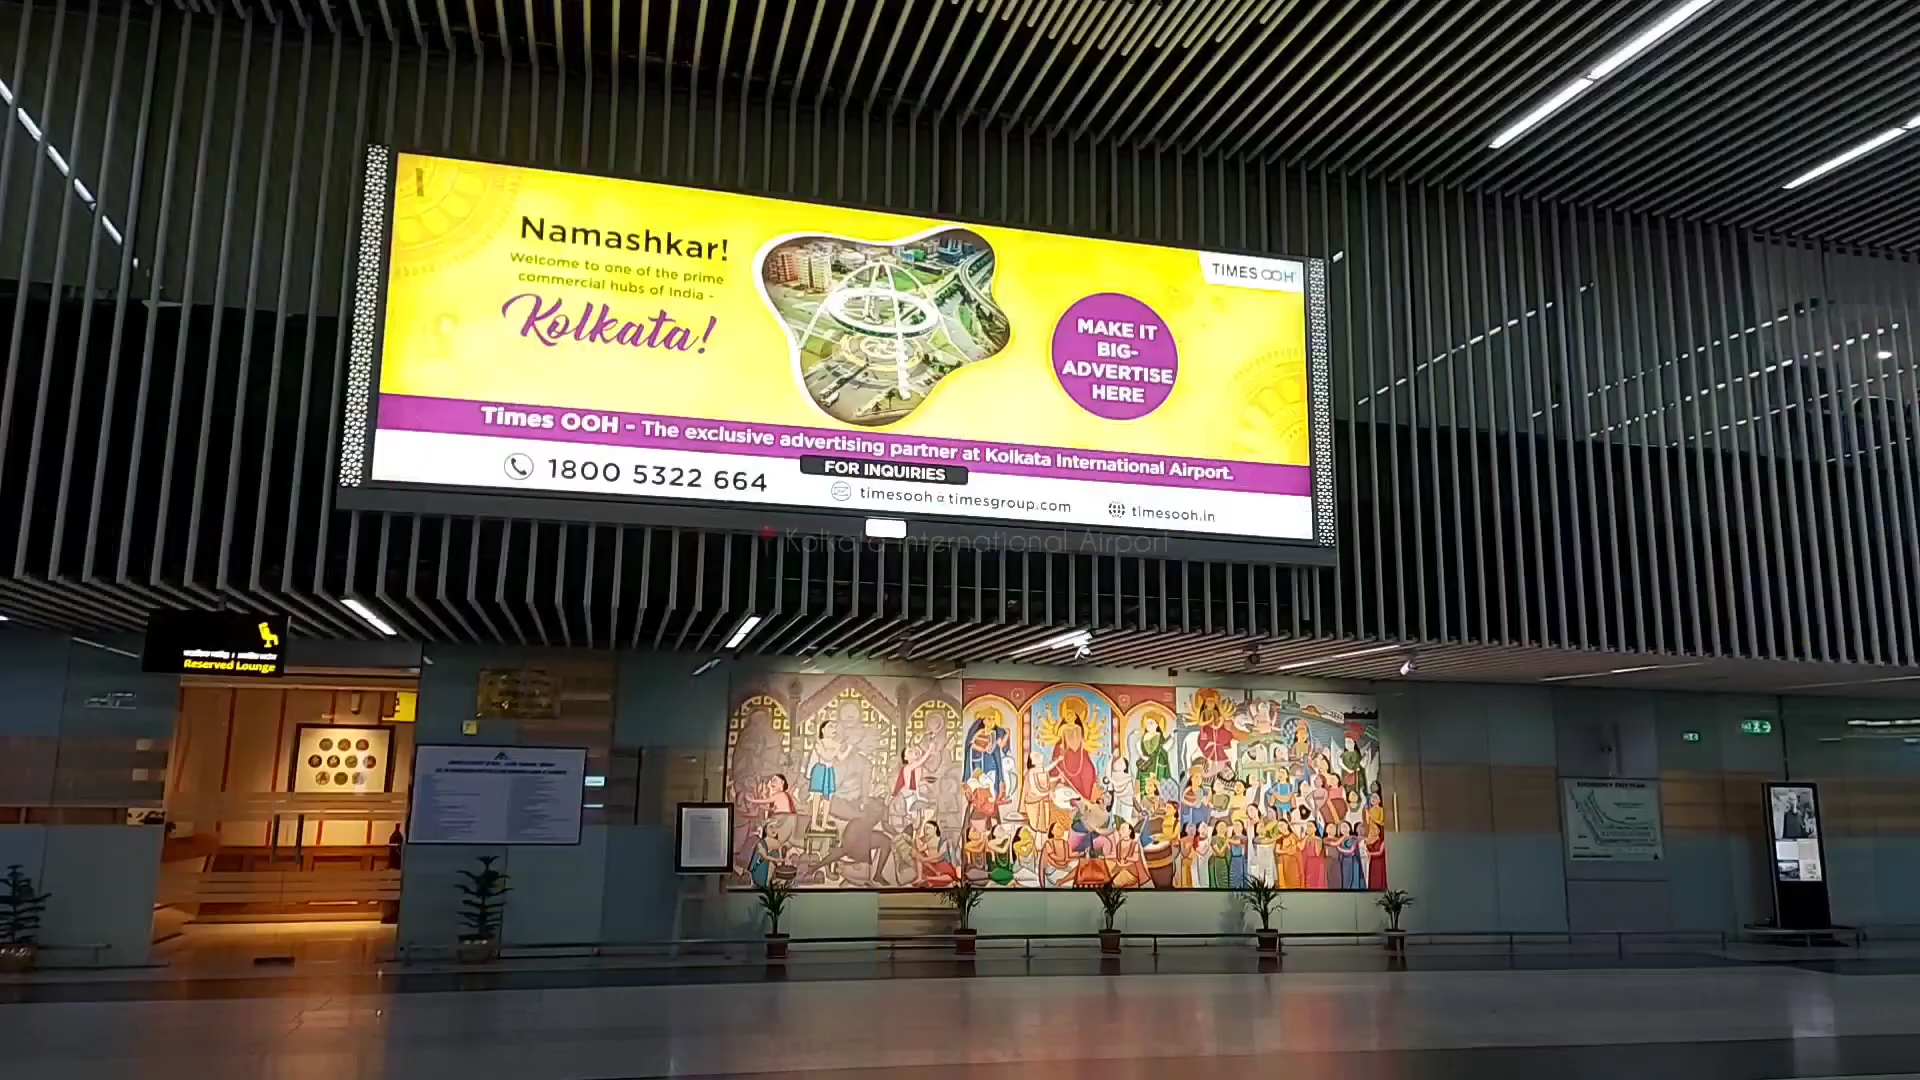 Namashkar!
Welcome to one of the prime
commercial hubs of India -
Kolkata!
TIMES OOH
MAKE IT
BIG-
ADVERTISE
HERE
Times OOH - The exclusive advertising partner at Kolkata International Airport.
FOR INQUIRIES
1800 5322 664
timesooh@timesgroup.com
timesooh.in
Kolkata International Airport
Reserved Lounge